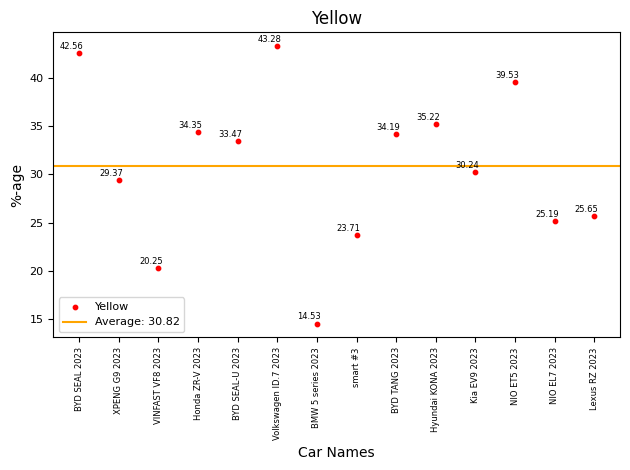 Yellow
%-age
40
35
30
25
20
15
42.56
29.37
20.25
34.35
33.47
43.28
14.53
23.71
34.19
35.22
30.24
39.53
25.19
25.65
Yellow
Average: 30.82
BYD SEAL 2023
XPENG G9 2023
VINFAST VF8 2023
Honda ZR-V 2023
BYD SEAL-U 2023
Volkswagen ID.7 2023
BMW 5 series 2023
smart #3
BYD TANG 2023
Hyundai KONA 2023
Kia EV9 2023
NIO ET5 2023
NIO EL7 2023
Lexus RZ 2023
Car Names